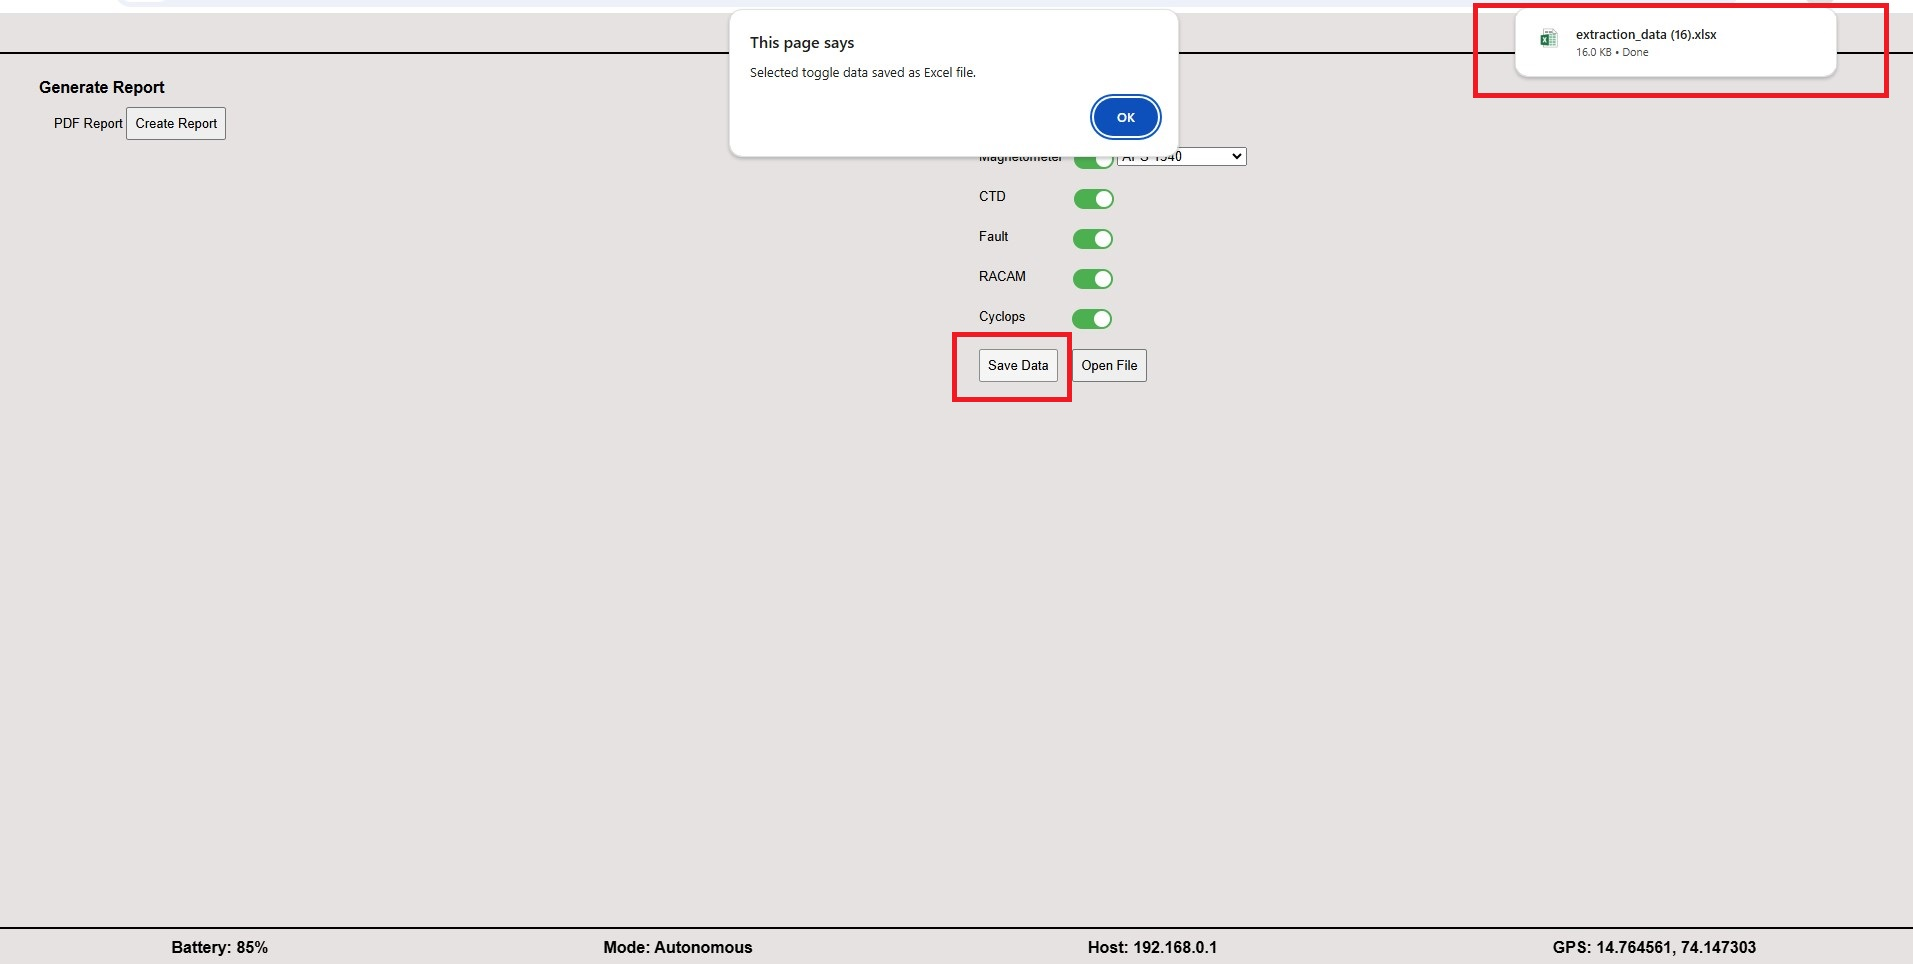 This page says
Selected toggle data saved as Excel file.
OK
extraction_data (16).xlsx
16.0 KB • Done
Generate Report
PDF Report Create Report
Magnetometer
CTD
Fault
RACAM
Cyclops
Save Data Open File
Battery: 85% Mode: Autonomous Host: 192.168.0.1 GPS: 14.764561, 74.147303